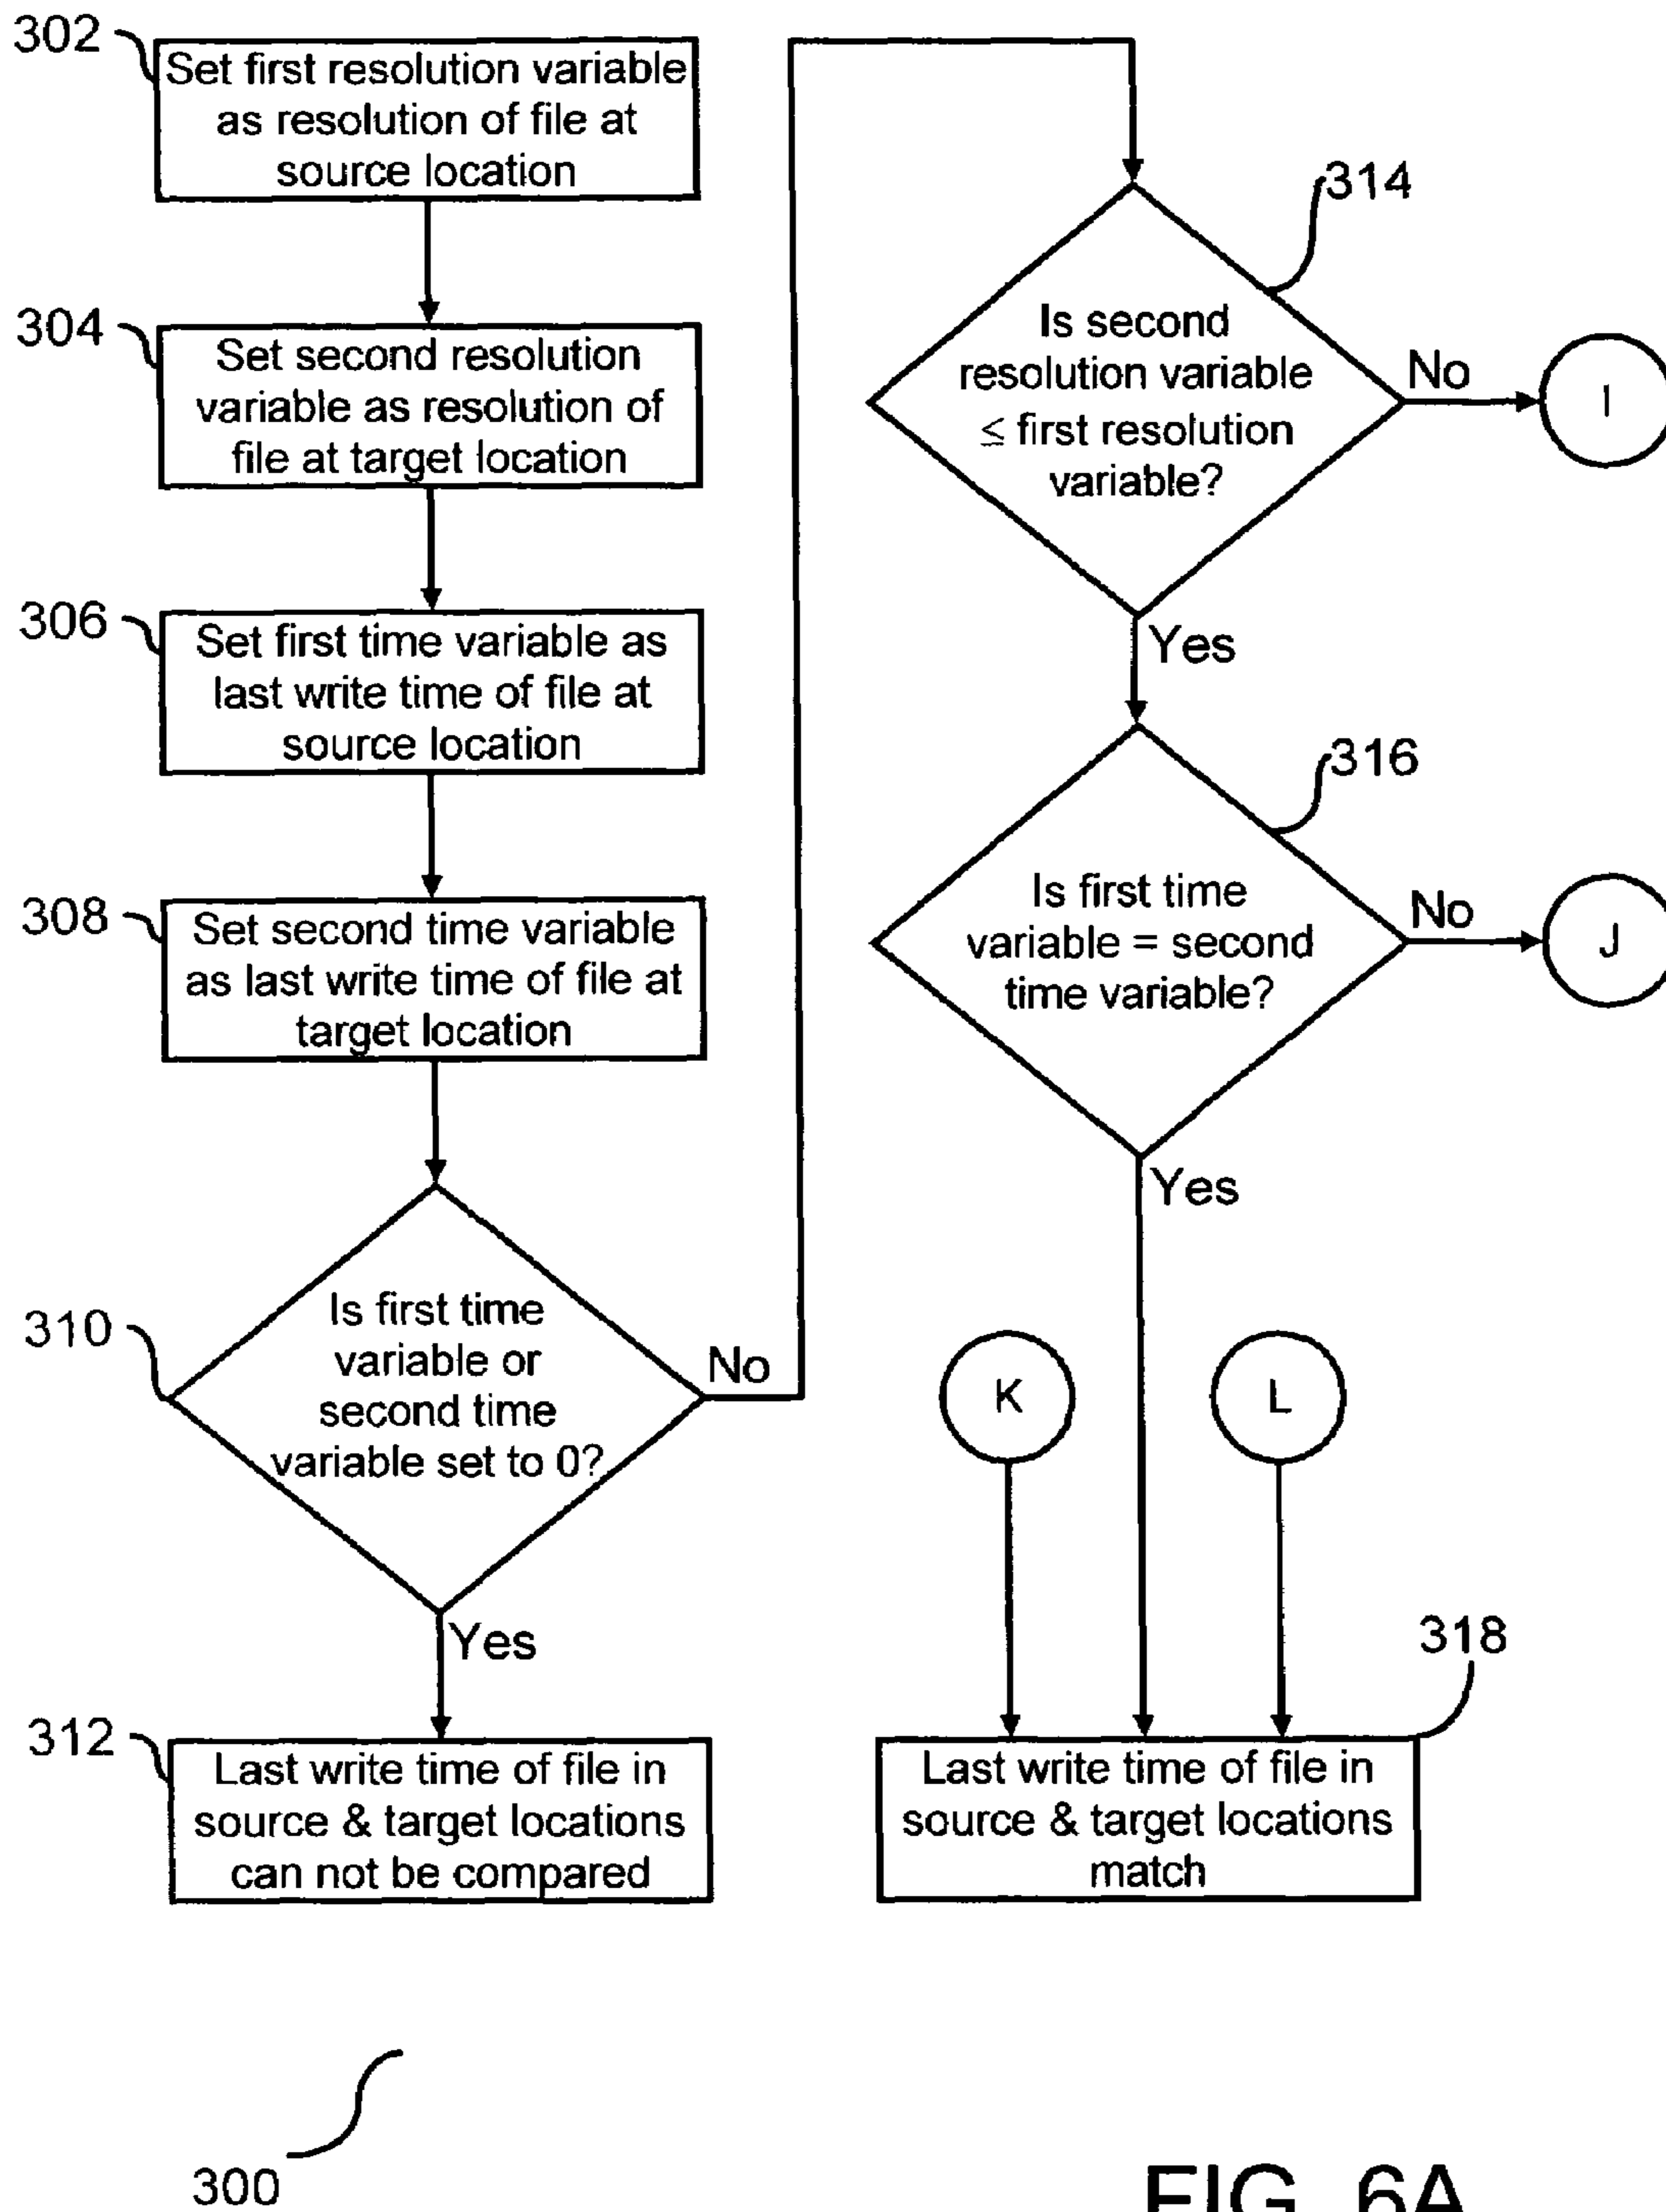 302
Set first resolution variable
as resolution of file at
source location
304
Set second resolution
variable as resolution of
file at target location
306
Set first time variable as
last write time of file at
source location
308
Set second time variable
as last write time of file at
target location
310
Is first time
variable or
second time
variable set to 0?
No
Yes
312
Last write time of file in
source & target locations
can not be compared
314
Is second
resolution variable
≤ first resolution
variable?
No
I
Yes
316
Is first time
variable = second
time variable?
No
J
Yes
K
L
318
Last write time of file in
source & target locations
match
300
FIG. 6A